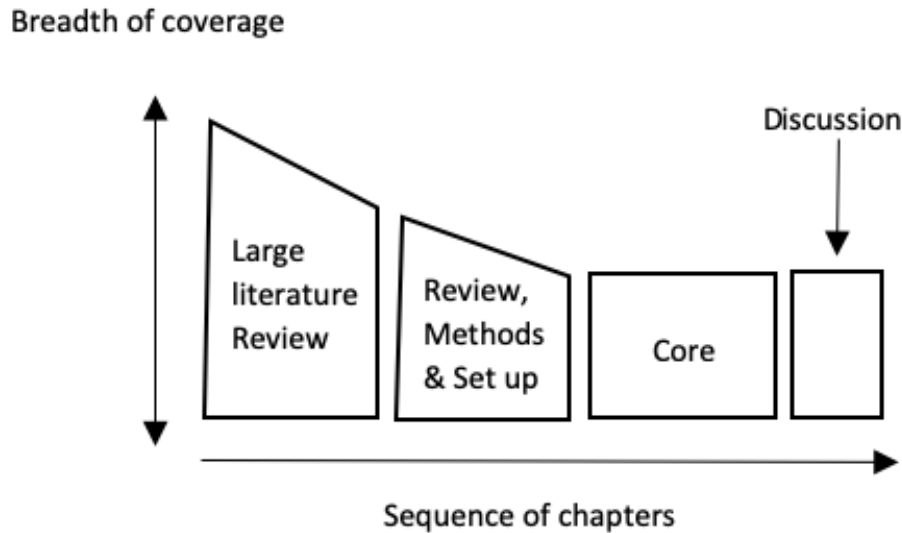 Breadth of coverage
Discussion
Large
literature
Review
Review,
Methods
& Set up
Core
Sequence of chapters